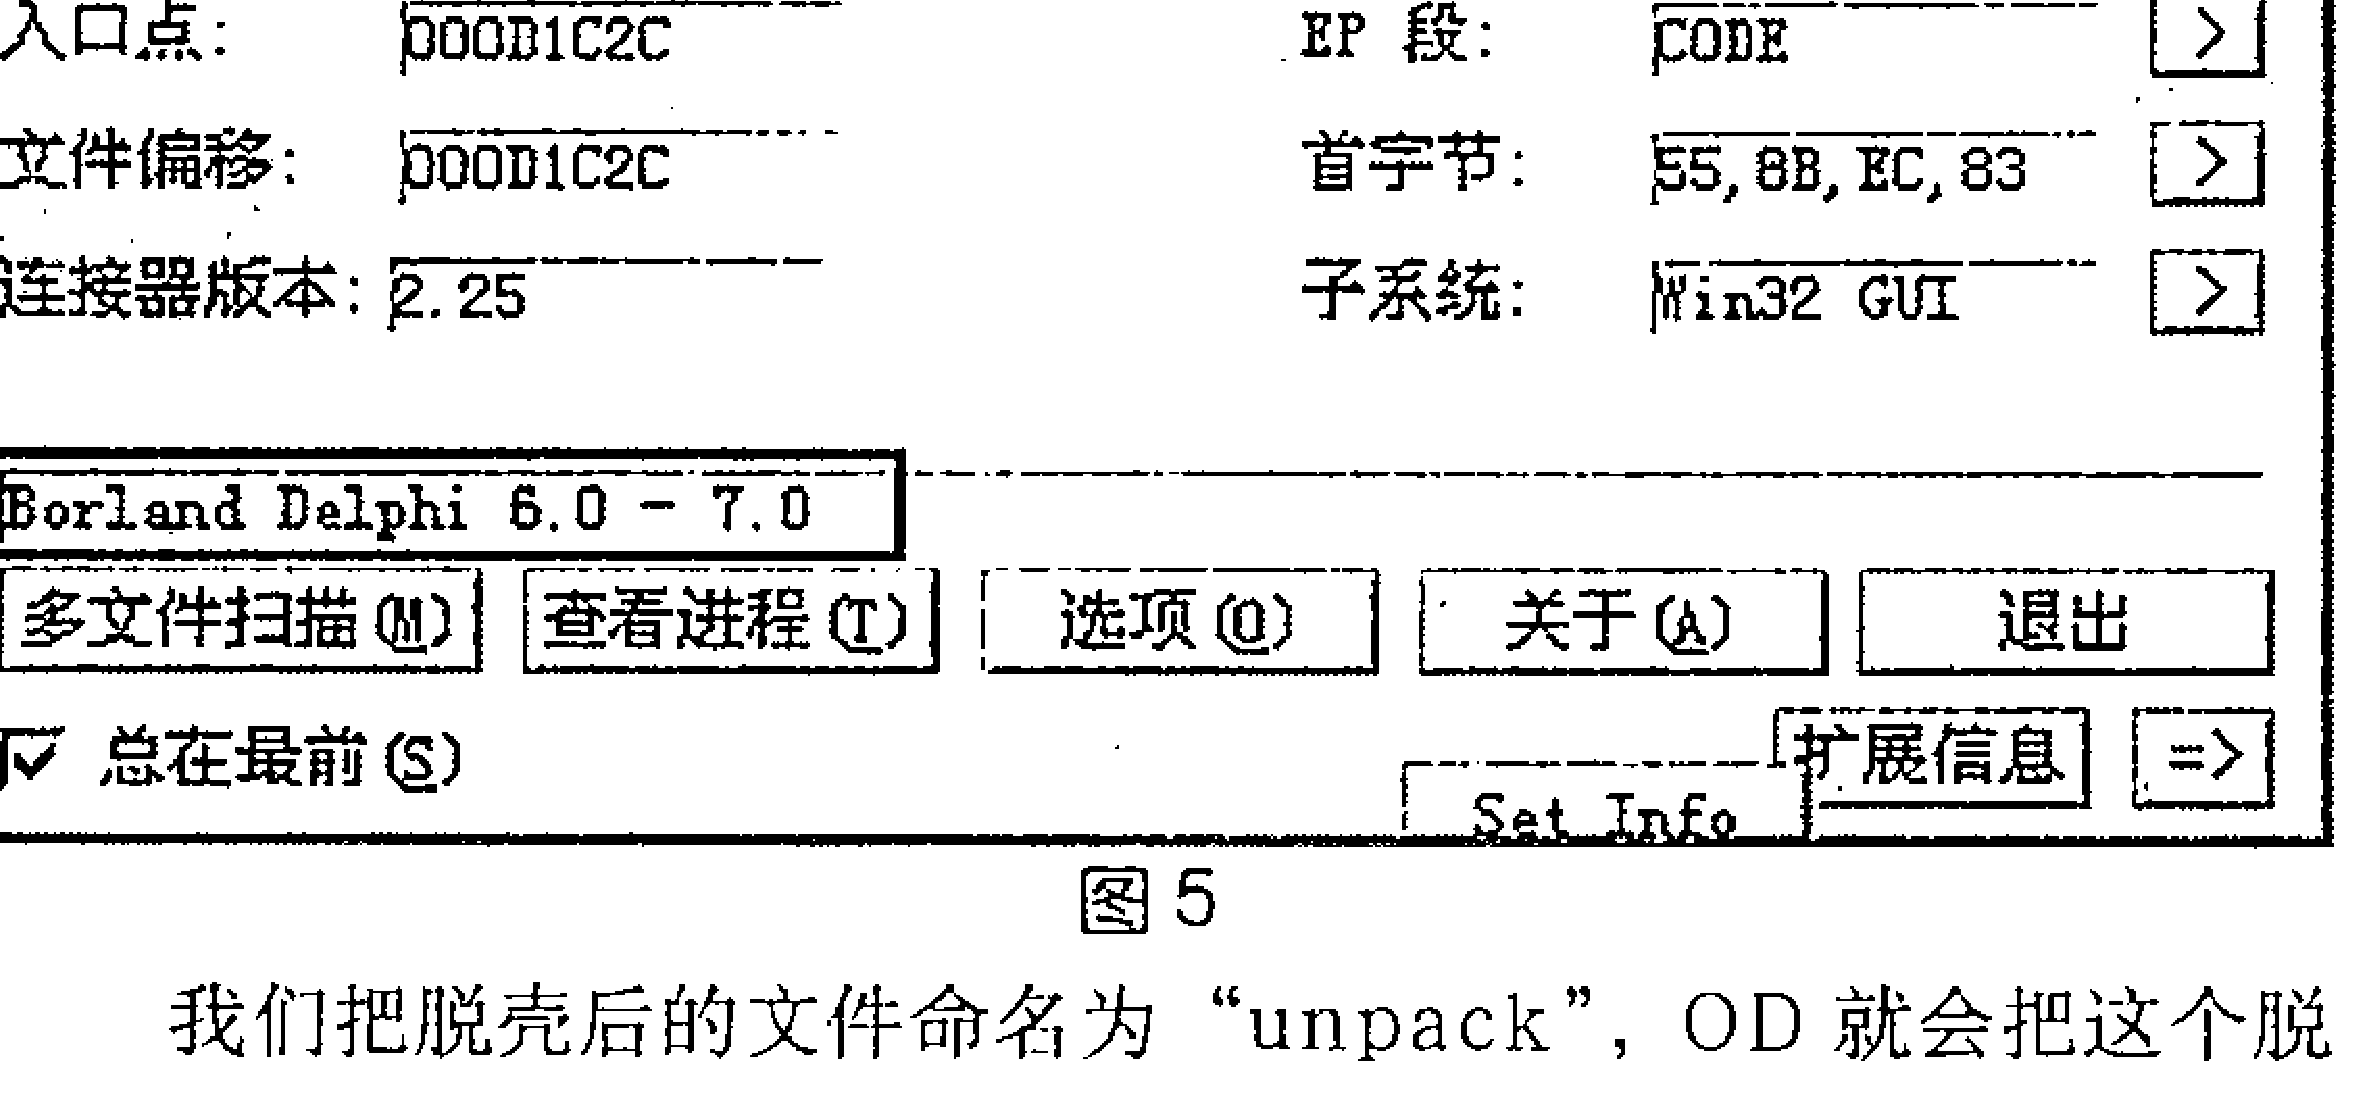 入口点: 000D1C2C EP 段: CODE >
文件偏移: 000D1C2C 首字节: 55,8B,EC,83 >
连接器版本: 2.25 子系统: Win32 GUI >
Borland Delphi 6.0 - 7.0
多文件扫描(M) 查看进程(T) 选项(O) 关于(A) 退出
总在最前(S) 扩展信息 =>
Set Info
图 5
我们把脱壳后的文件命名为“unpack”, OD 就会把这个脱